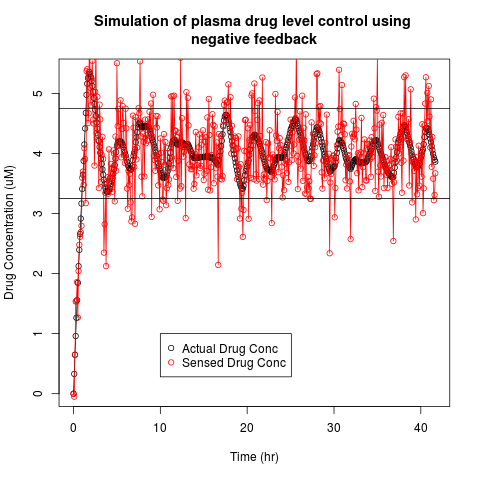 Simulation of plasma drug level control using
negative feedback
Drug Concentration (uM)
5
4
3
2
1
0
Actual Drug Conc
Sensed Drug Conc
0 10 20 30 40
Time (hr)